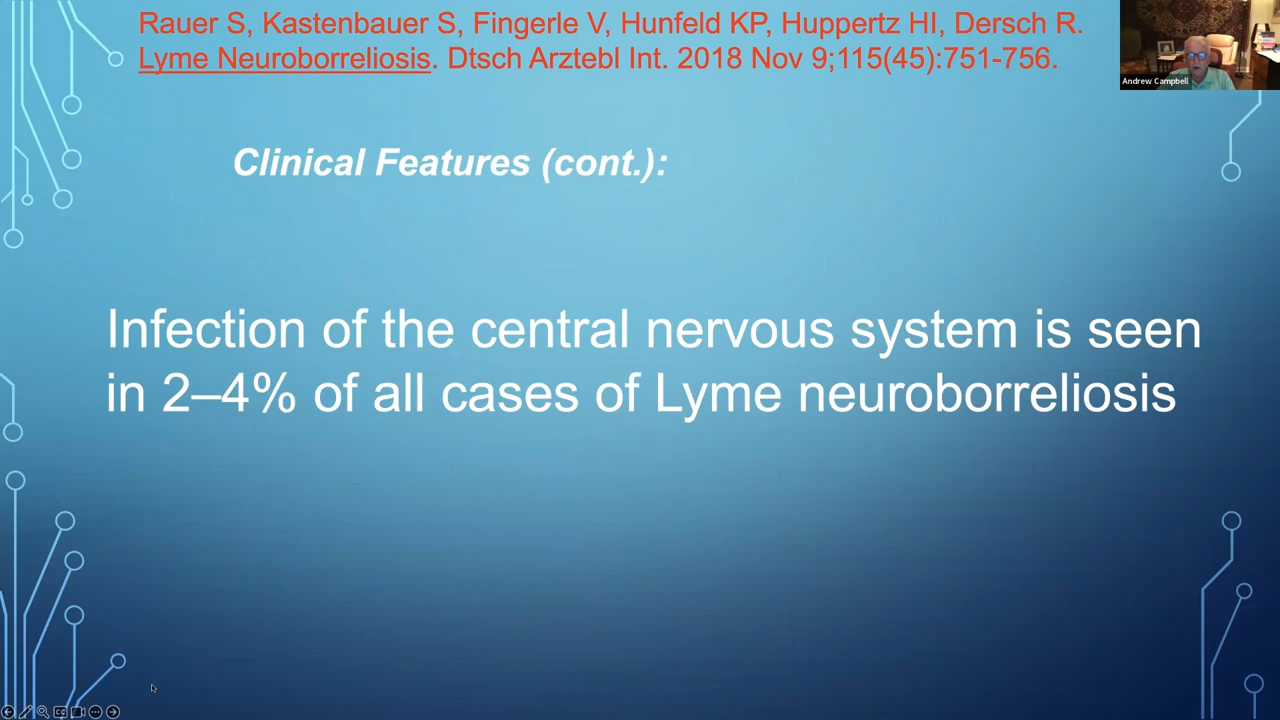 Rauer S, Kastenbauer S, Fingerle V, Hunfeld KP, Huppertz HI, Dersch R.
Lyme Neuroborreliosis. Dtsch Arztebl Int. 2018 Nov 9;115(45):751-756.
Andrew Campbell
Clinical Features (cont.):
Infection of the central nervous system is seen
in 2–4% of all cases of Lyme neuroborreliosis